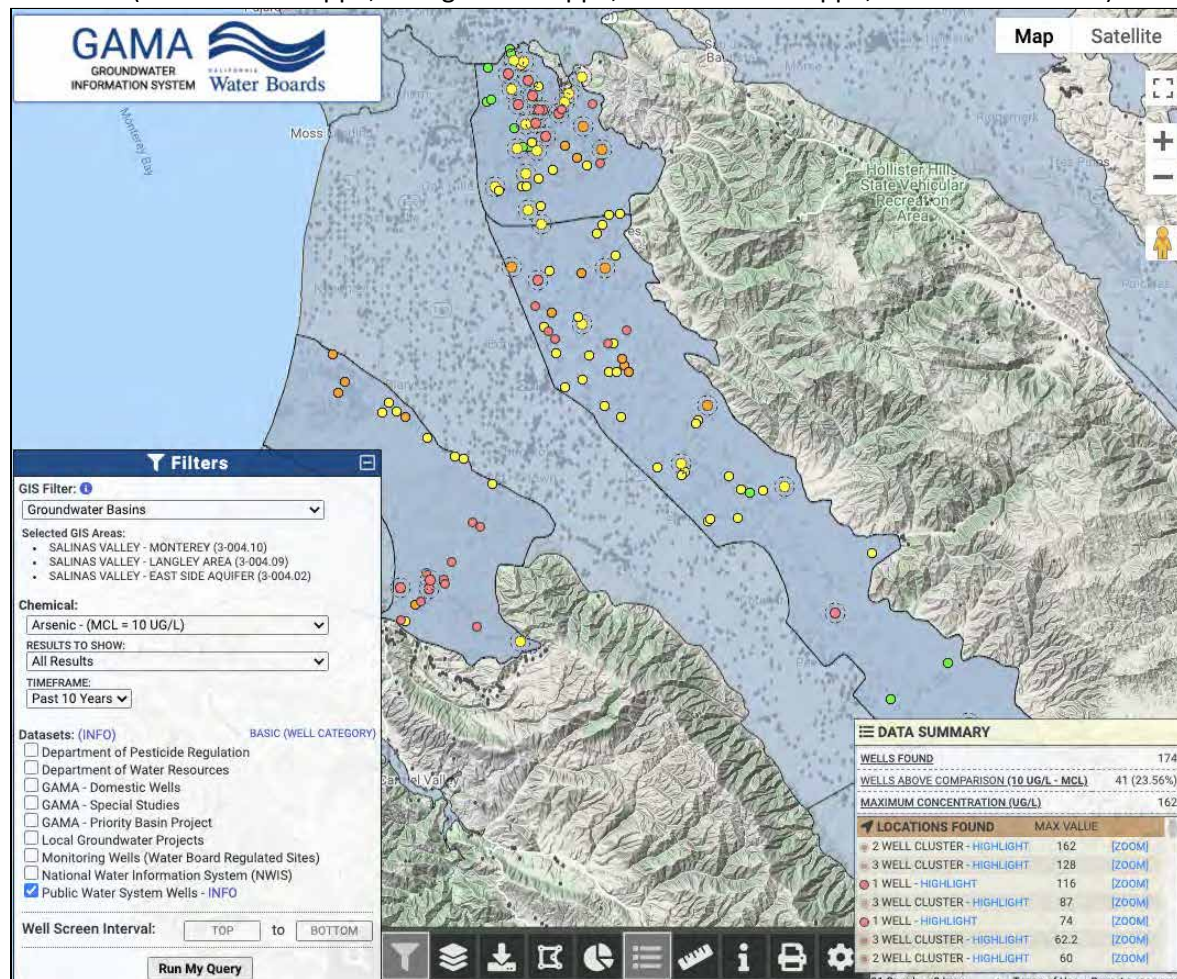 GAMA
GROUNDWATER
INFORMATION SYSTEM
CALIFORNIA
Water Boards
Map
Satellite
Monterey Bay
Moss
Hollister Hills
State Vehicular
Recreation
Area
Filters
GIS Filter:
Groundwater Basins
Selected GIS Areas:
• SALINAS VALLEY - MONTEREY (3-004.10)
• SALINAS VALLEY - LANGLEY AREA (3-004.09)
• SALINAS VALLEY - EAST SIDE AQUIFER (3-004.02)
Chemical:
Arsenic - (MCL = 10 UG/L)
RESULTS TO SHOW:
All Results
TIMEFRAME:
Past 10 Years
Datasets: (INFO) BASIC (WELL CATEGORY)
Department of Pesticide Regulation
Department of Water Resources
GAMA - Domestic Wells
GAMA - Special Studies
GAMA - Priority Basin Project
Local Groundwater Projects
Monitoring Wells (Water Board Regulated Sites)
National Water Information System (NWIS)
Public Water System Wells - INFO
Well Screen Interval: TOP to BOTTOM
Run My Query
Valley
DATA SUMMARY
WELLS FOUND 174
WELLS ABOVE COMPARISON (10 UG/L - MCL) 41 (23.56%)
MAXIMUM CONCENTRATION (UG/L) 162
LOCATIONS FOUND MAX VALUE
2 WELL CLUSTER - HIGHLIGHT 162 [ZOOM]
3 WELL CLUSTER - HIGHLIGHT 128 [ZOOM]
1 WELL - HIGHLIGHT 116 [ZOOM]
3 WELL CLUSTER - HIGHLIGHT 87 [ZOOM]
1 WELL - HIGHLIGHT 74 [ZOOM]
3 WELL CLUSTER - HIGHLIGHT 62.2 [ZOOM]
2 WELL CLUSTER - HIGHLIGHT 60 [ZOOM]